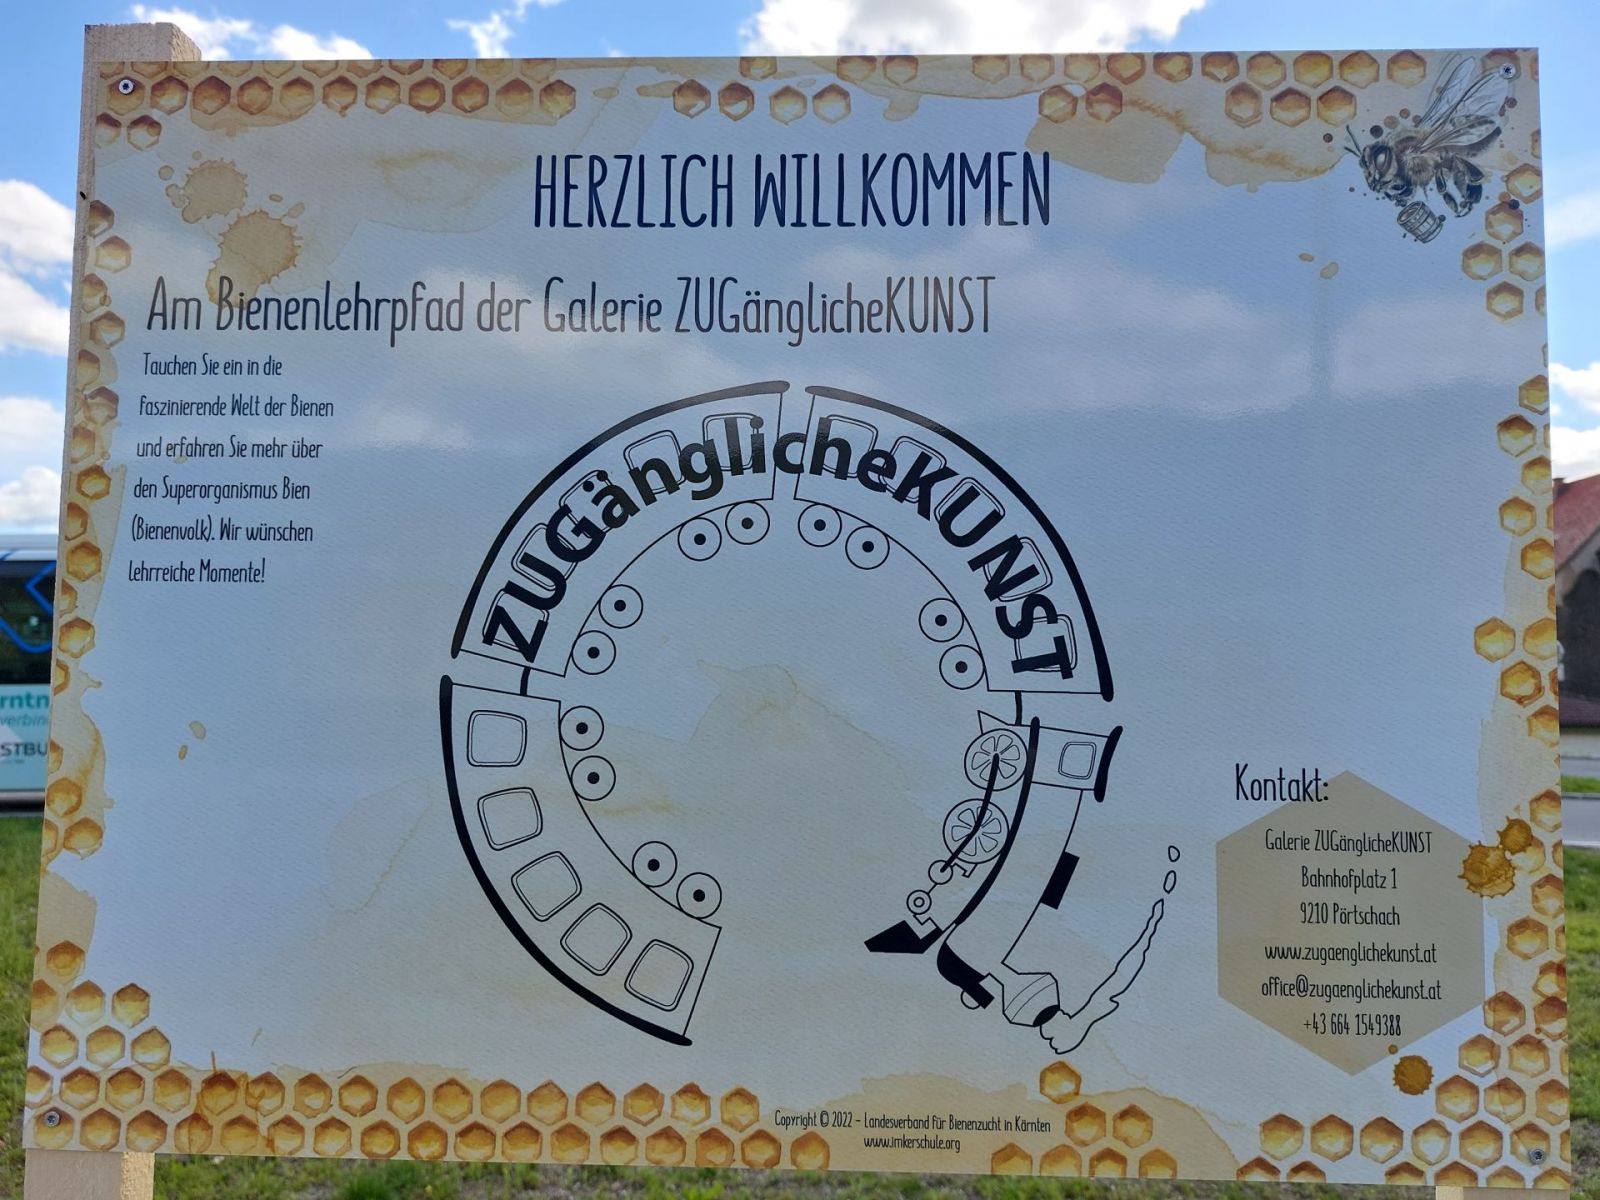 HERZLICH WILLKOMMEN
Am Bienenlehrpfad der Galerie ZUGänglicheKUNST
Tauchen Sie ein in die
faszinierende Welt der Bienen
und erfahren Sie mehr über
den Superorganismus Bien
(Bienenvolk). Wir wünschen
lehrreiche Momente!
ZUGänglicheKUNST
Kontakt:
Galerie ZUGänglicheKUNST
Bahnhofplatz 1
9210 Pörtschach
www.zugaenglichekunst.at
office@zugaenglichekunst.at
+43 664 1549388
Copyright © 2022 - Landesverband für Bienenzucht in Kärnten
www.imkerschule.org